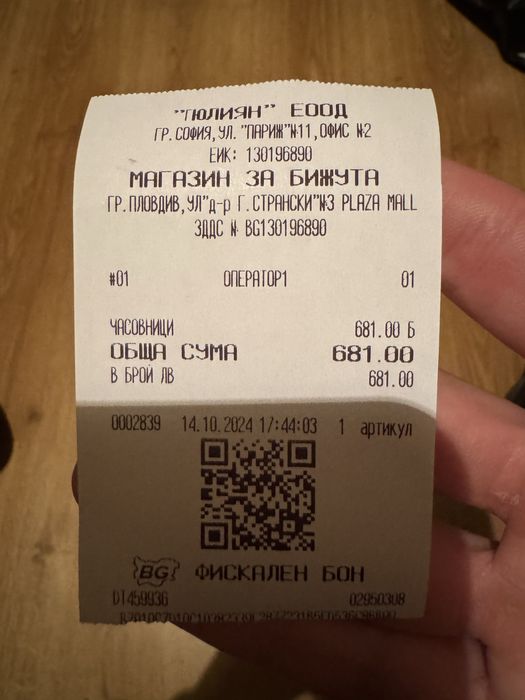 "ТЮЛИЯН" ЕООД
ГР.СОФИЯ,УЛ."ПАРИЖ"№11,ОФИС №2
ЕИК: 130196890
МАГАЗИН ЗА БИЖУТА
ГР.ПЛОВДИВ,УЛ"д-р Г.СТРАНСКИ"№3 PLAZA MALL
ЗДДС № BG130196890
#01 ОПЕРАТОР1 01
ЧАСОВНИЦИ 681.00 Б
ОБЩА СУМА 681.00
В БРОЙ ЛВ 681.00
0002839 14.10.2024 17:44:03 1 артикул
BG ФИСКАЛЕН БОН
DT459936 02950308